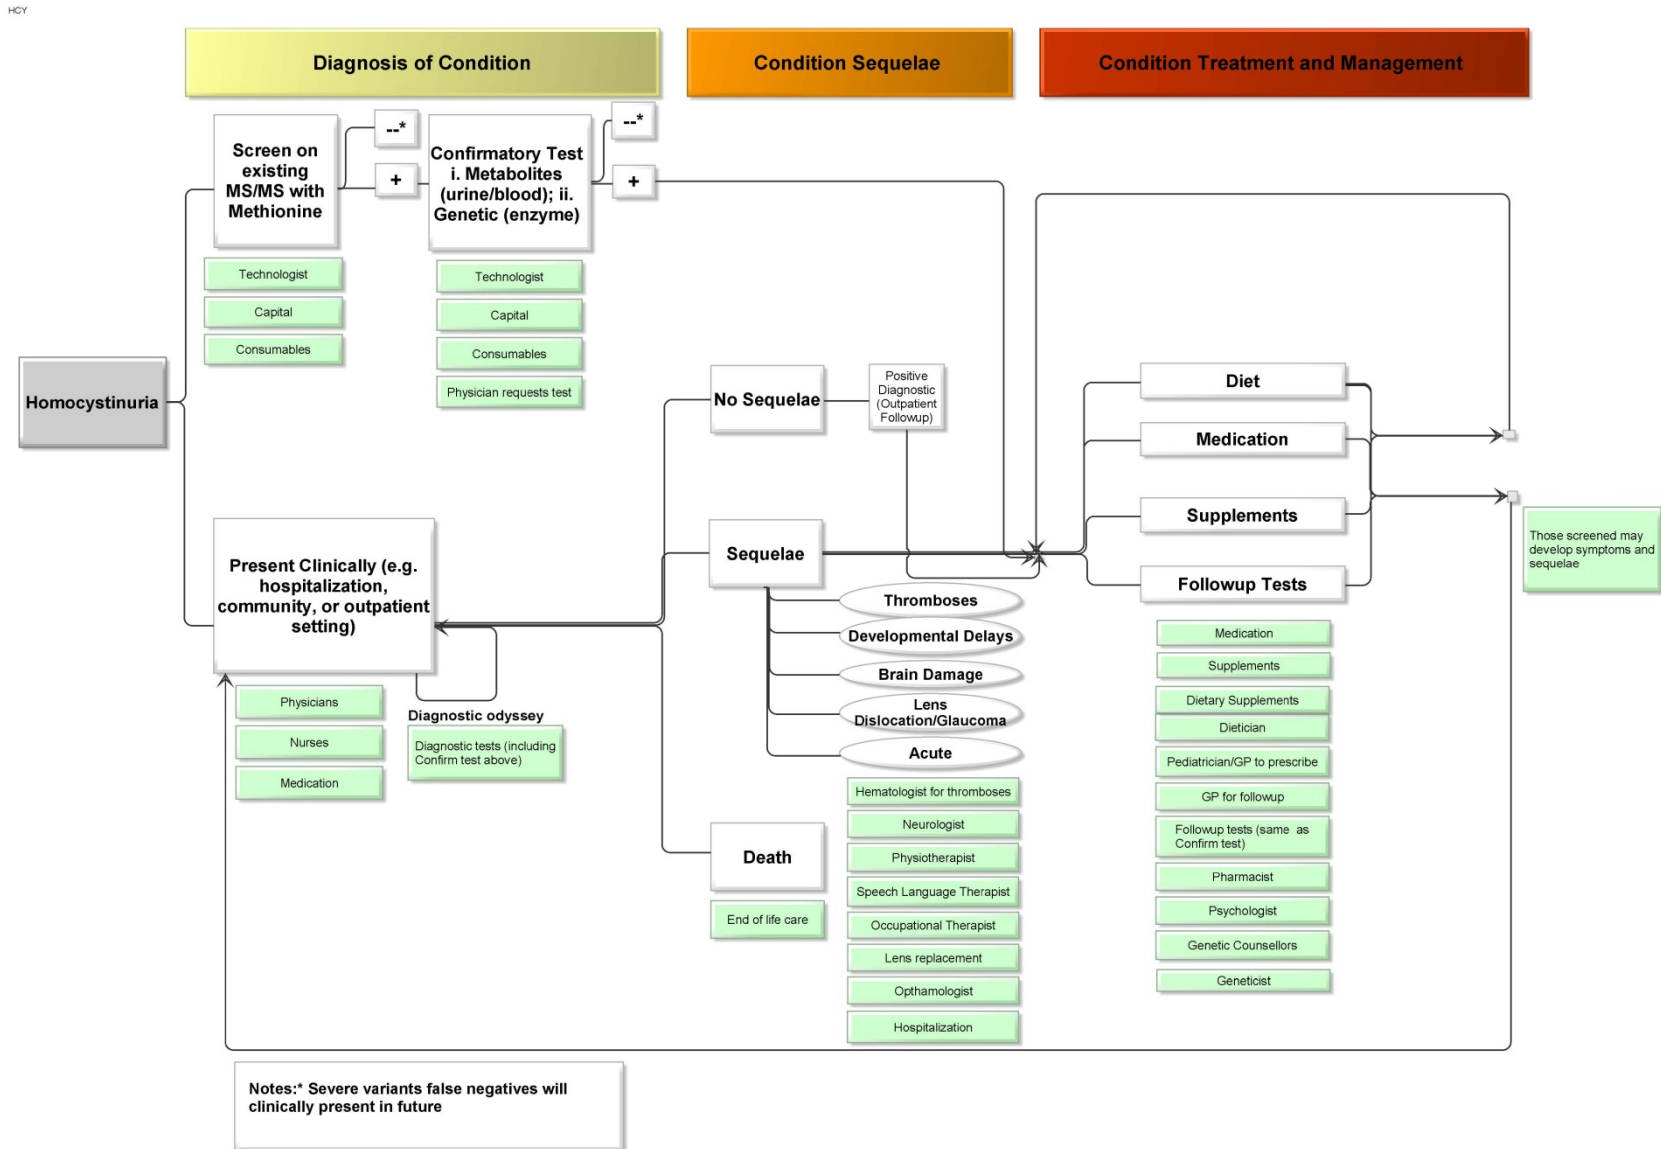 HCY
Diagnosis of Condition
Condition Sequelae
Condition Treatment and Management
Screen on
existing
MS/MS with
Methionine
--*
+
Confirmatory Test
i. Metabolites
(urine/blood); ii.
Genetic (enzyme)
--*
+
Technologist
Capital
Consumables
Technologist
Capital
Consumables
Physician requests test
Homocystinuria
No Sequelae
Positive
Diagnostic
(Outpatient
Followup)
Diet
Medication
Supplements
Followup Tests
Those screened may
develop symptoms and
sequelae
Present Clinically (e.g.
hospitalization,
community, or outpatient
setting)
Sequelae
Thromboses
Developmental Delays
Brain Damage
Lens
Dislocation/Glaucoma
Acute
Physicians
Nurses
Medication
Diagnostic odyssey
Diagnostic tests (including
Confirm test above)
Death
End of life care
Hematologist for thromboses
Neurologist
Physiotherapist
Speech Language Therapist
Occupational Therapist
Lens replacement
Opthamologist
Hospitalization
Medication
Supplements
Dietary Supplements
Dietician
Pediatrician/GP to prescribe
GP for followup
Followup tests (same as
Confirm test)
Pharmacist
Psychologist
Genetic Counsellors
Geneticist
Notes:* Severe variants false negatives will
clinically present in future